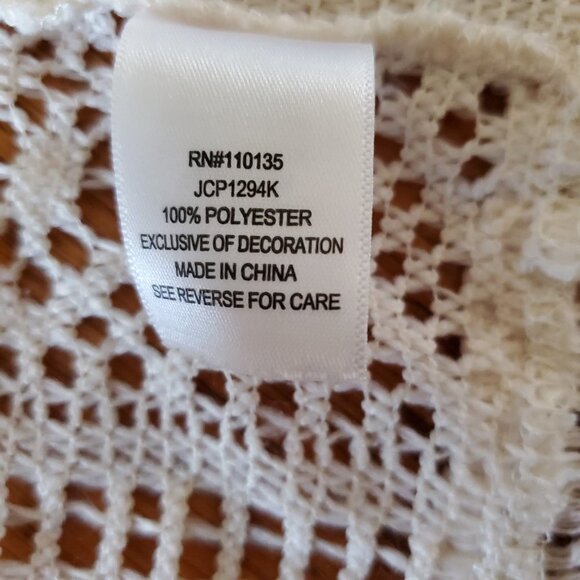 RN#110135
JCP1294K
100% POLYESTER
EXCLUSIVE OF DECORATION
MADE IN CHINA
SEE REVERSE FOR CARE